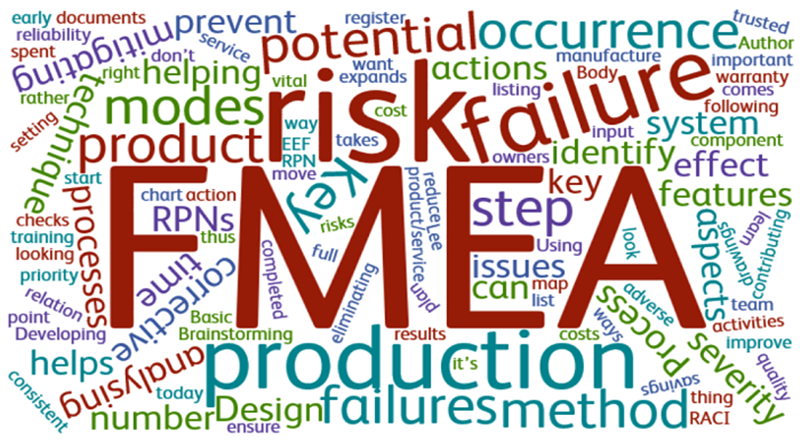 early documents
reliability
spent
mitigating
don't
prevent
service
register
potential
occurrence
trusted
Author
important
warranty
comes
following
rather
right
helping
vital
want
expands
actions
manufacture
Body
listing
setting
technique
modes
cost
risk
failure
input
system
component
product
way
EEF
RPN
takes
owners
identify
effect
start
move
Key
key
features
chart action
RPNs
thus
risks
reduce
Lee
product/service
step
Using
look
aspects
drawings
learn
contributing
checks
training
looking
priority
processes
FMEA
time
corrective
completed
full
eliminating
plan
issues
can
map
list
adverse
team
activities
improve
relation
point
Developing
Basic
Brainstorming
results
costs
ways
process
severity
quality
helps
analysing
production
it's
savings
thing
RACI
consistent
today
number
Design
ensure
failures
method